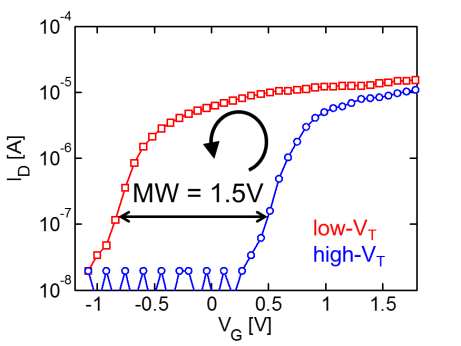 10^-4
10^-5
10^-6
10^-7
10^-8
I_D [A]
MW = 1.5V
low-V_T
high-V_T
-1 -0.5 0 0.5 1 1.5
V_G [V]